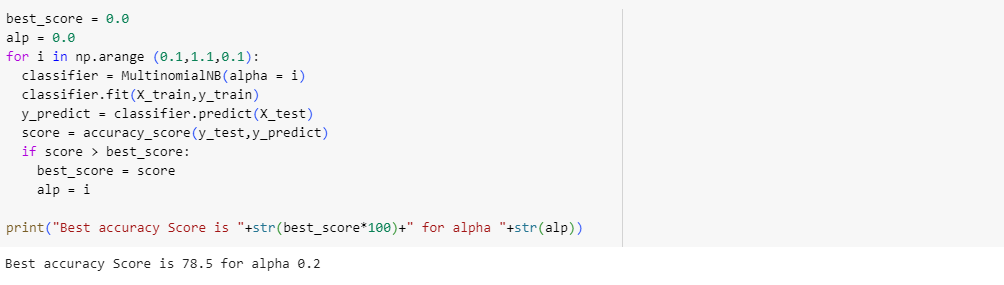 best_score = 0.0
alp = 0.0
for i in np.arange (0.1,1.1,0.1):
  classifier = MultinomialNB(alpha = i)
  classifier.fit(X_train,y_train)
  y_predict = classifier.predict(X_test)
  score = accuracy_score(y_test,y_predict)
  if score > best_score:
    best_score = score
    alp = i
print("Best accuracy Score is "+str(best_score*100)+" for alpha "+str(alp))
Best accuracy Score is 78.5 for alpha 0.2